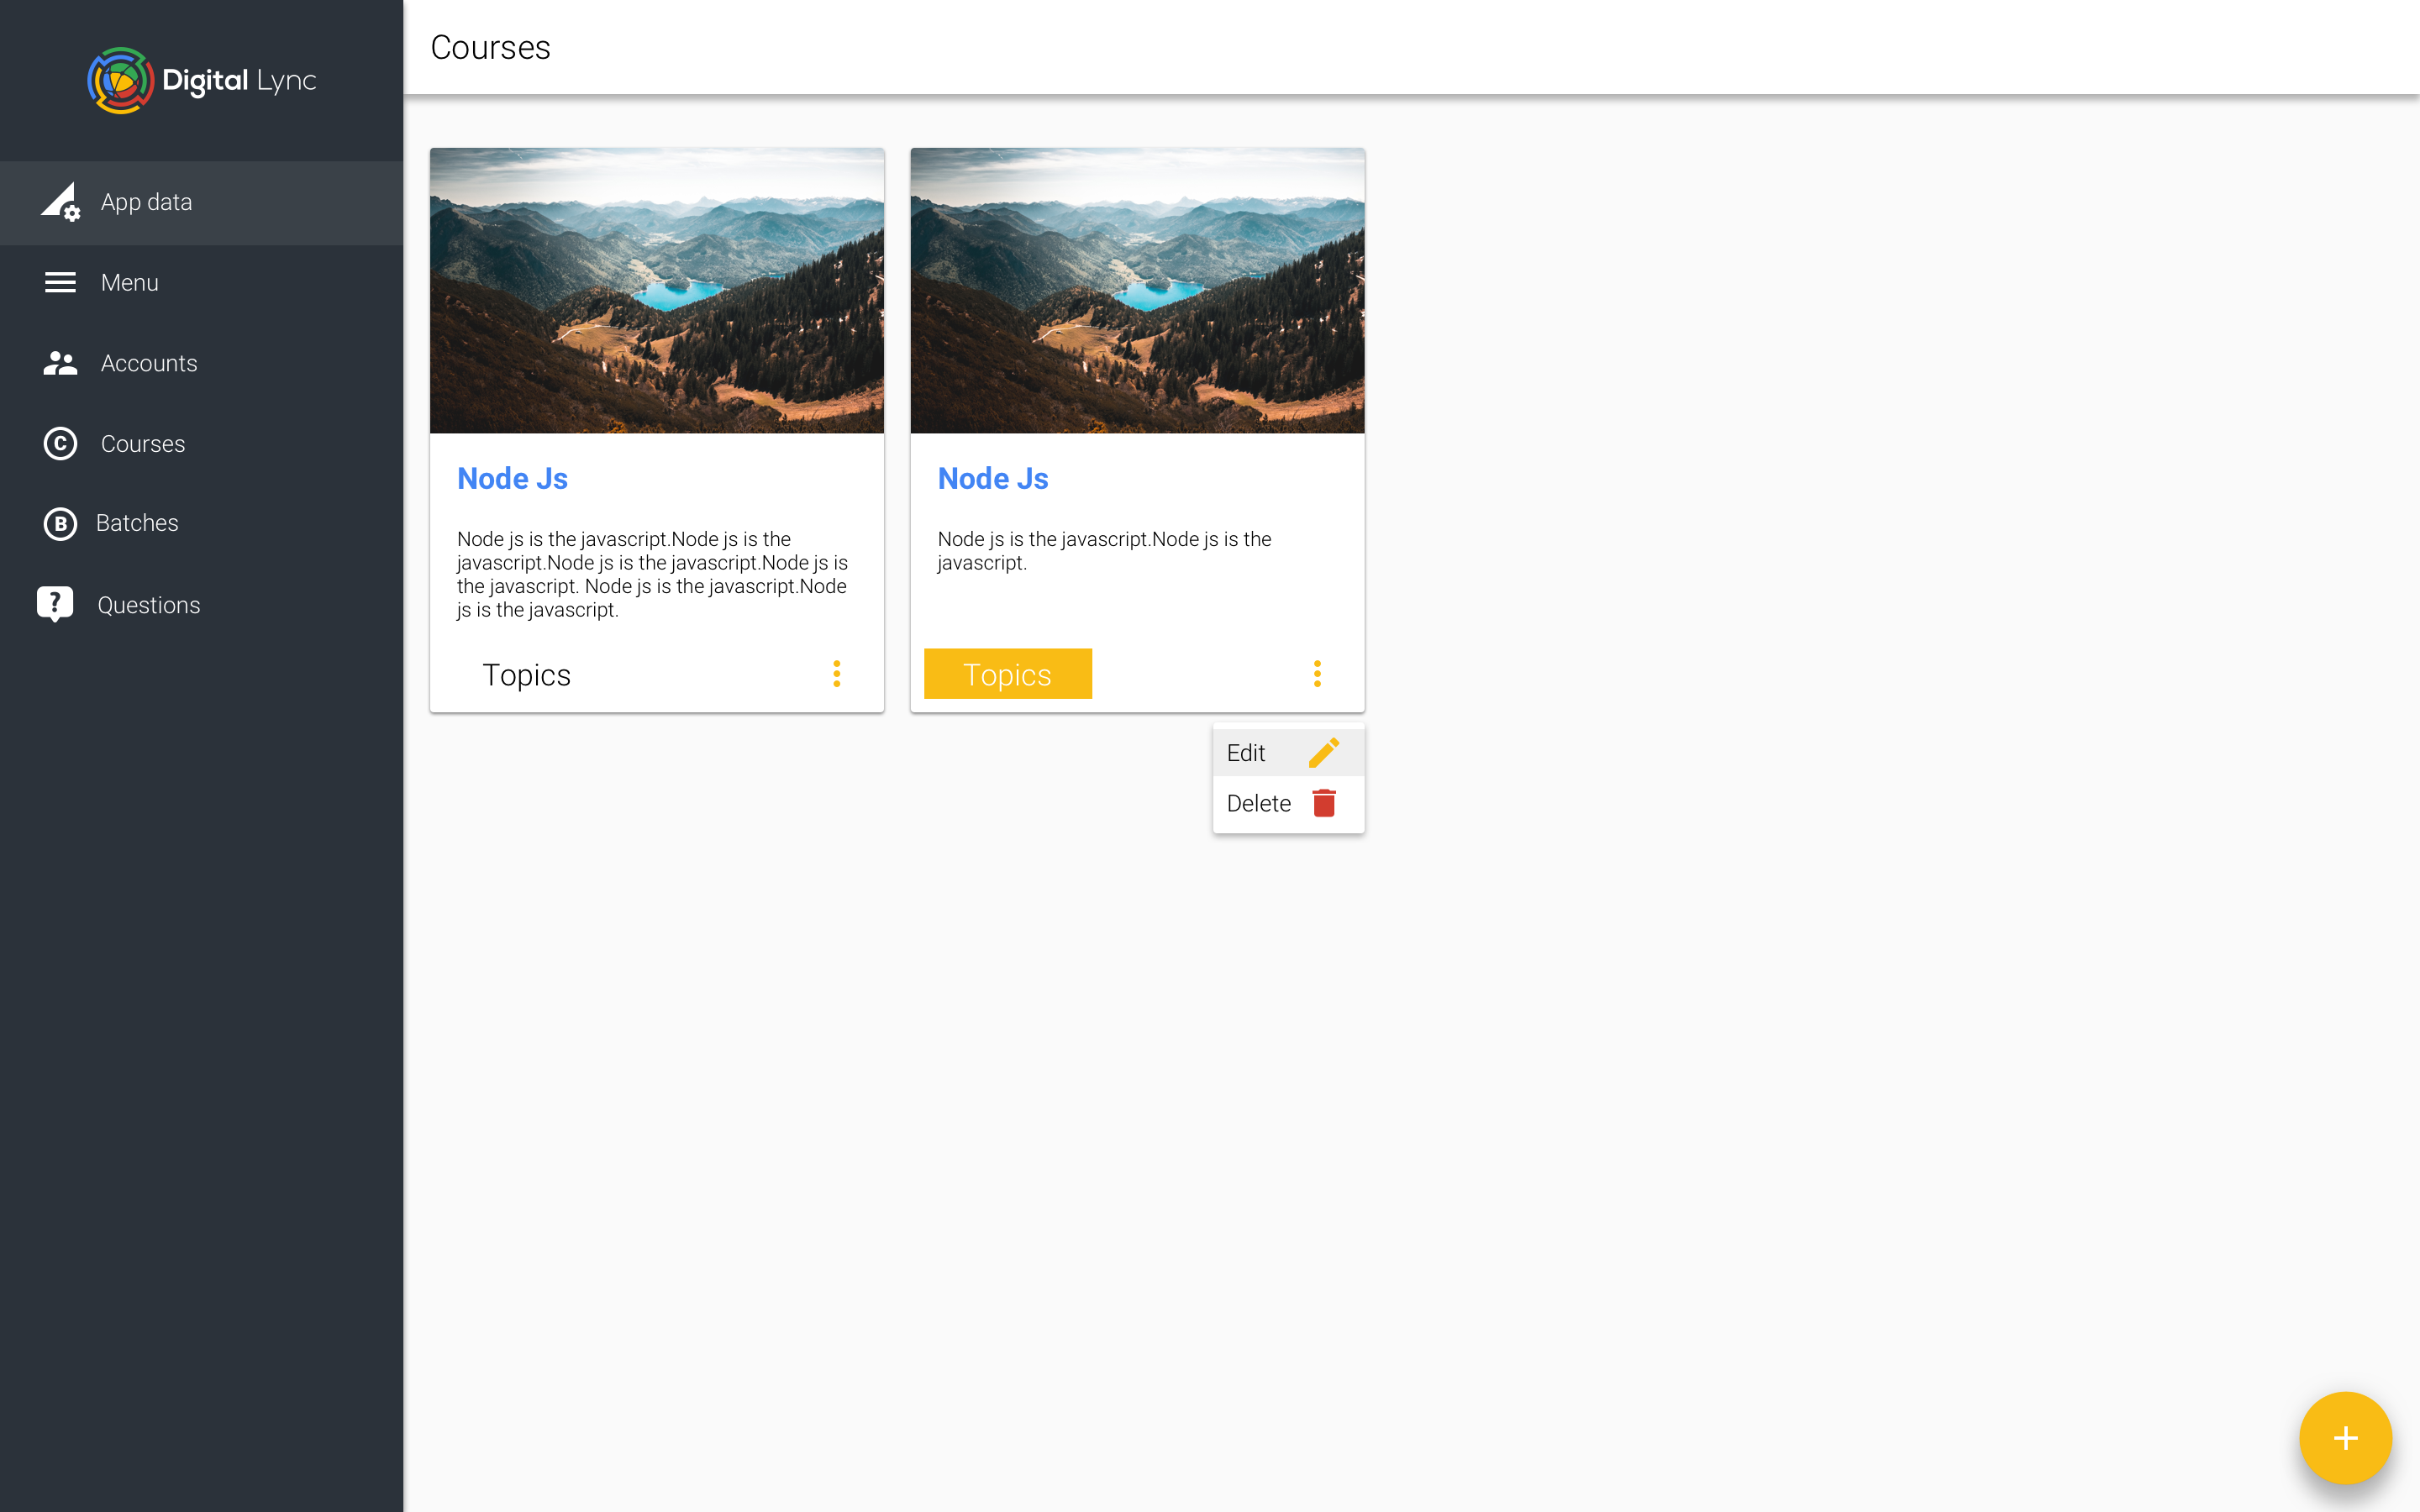 Digital Lync
App data
Menu
Accounts
Courses
Batches
Questions
Courses
Node Js
Node js is the javascript.Node js is the
javascript.Node js is the javascript.Node js is
the javascript. Node js is the javascript.Node
js is the javascript.
Topics
Node Js
Node js is the javascript.Node js is the
javascript.
Topics
Edit
Delete